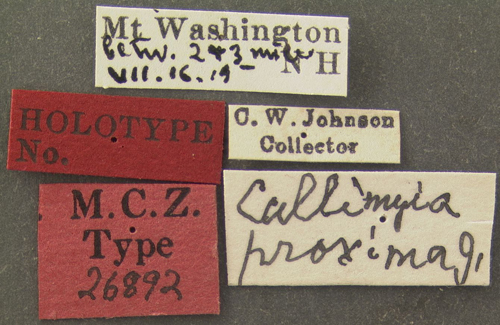 Mt Washington
betw. 2 & 3 miles
VII.16.19 N H
HOLOTYPE
No.
C. W. Johnson
Collector
M.C.Z.
Type
26892
Callimyia
proxima J.